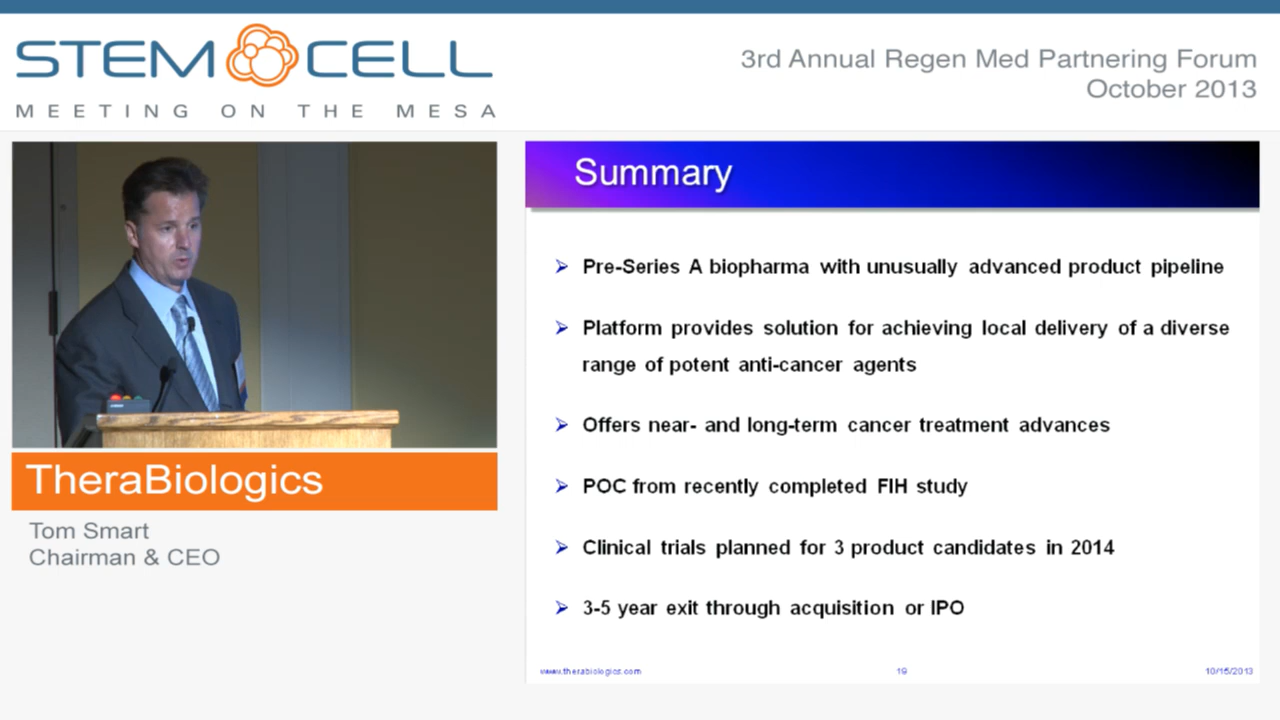 STEM CELL
MEETING ON THE MESA
3rd Annual Regen Med Partnering Forum
October 2013
TheraBiologics
Tom Smart
Chairman & CEO
Summary
Pre-Series A biopharma with unusually advanced product pipeline
Platform provides solution for achieving local delivery of a diverse
range of potent anti-cancer agents
Offers near- and long-term cancer treatment advances
POC from recently completed FIH study
Clinical trials planned for 3 product candidates in 2014
3-5 year exit through acquisition or IPO
www.therabiologics.com
19
10/15/2013